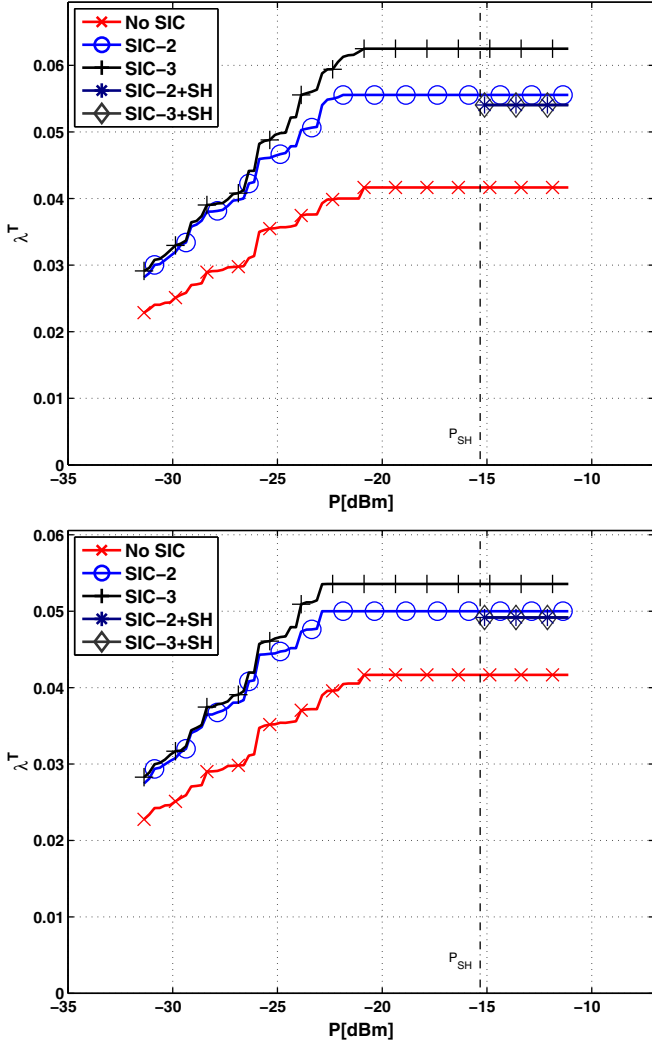 No SIC
SIC-2
SIC-3
SIC-2+SH
SIC-3+SH
0.06
0.05
0.04
0.03
0.02
0.01
0
λ^T
P_SH
−35 −30 −25 −20 −15 −10
P[dBm]
No SIC
SIC-2
SIC-3
SIC-2+SH
SIC-3+SH
0.06
0.05
0.04
0.03
0.02
0.01
0
λ^T
P_SH
−35 −30 −25 −20 −15 −10
P[dBm]